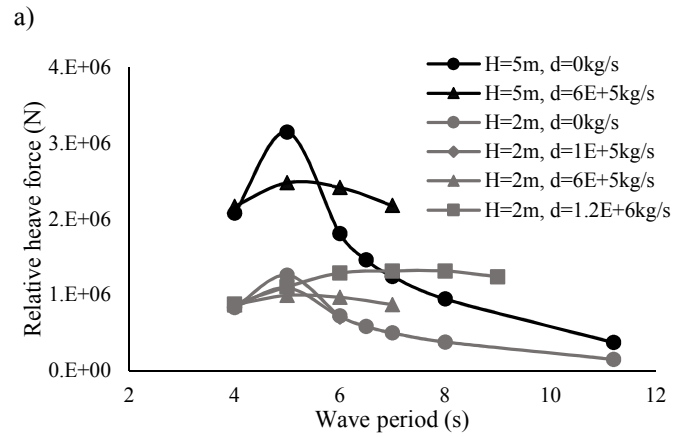 a)
Relative heave force (N)
4.E+06
3.E+06
2.E+06
1.E+06
0.E+00
H=5m, d=0kg/s
H=5m, d=6E+5kg/s
H=2m, d=0kg/s
H=2m, d=1E+5kg/s
H=2m, d=6E+5kg/s
H=2m, d=1.2E+6kg/s
2 4 6 8 10 12
Wave period (s)